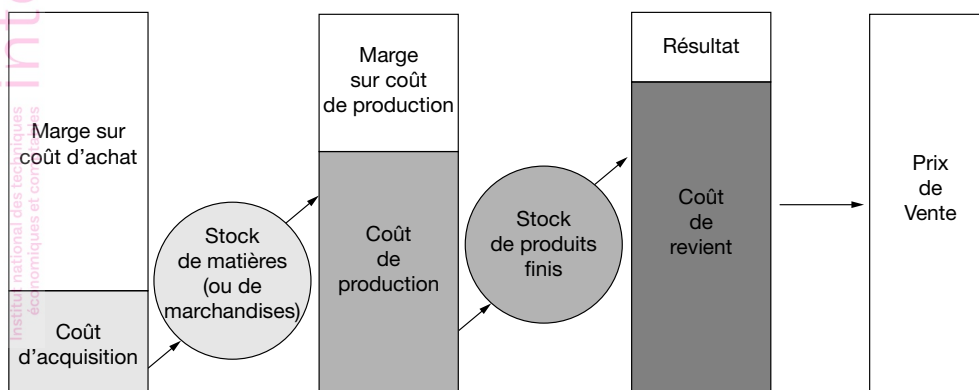 inte
Institut national des techniques
économiques et comptables
Marge sur
coût d’achat
Coût
d’acquisition
Stock
de matières
(ou de
marchandises)
Marge
sur coût
de production
Coût
de
production
Stock
de produits
finis
Résultat
Coût
de
revient
Prix
de
Vente